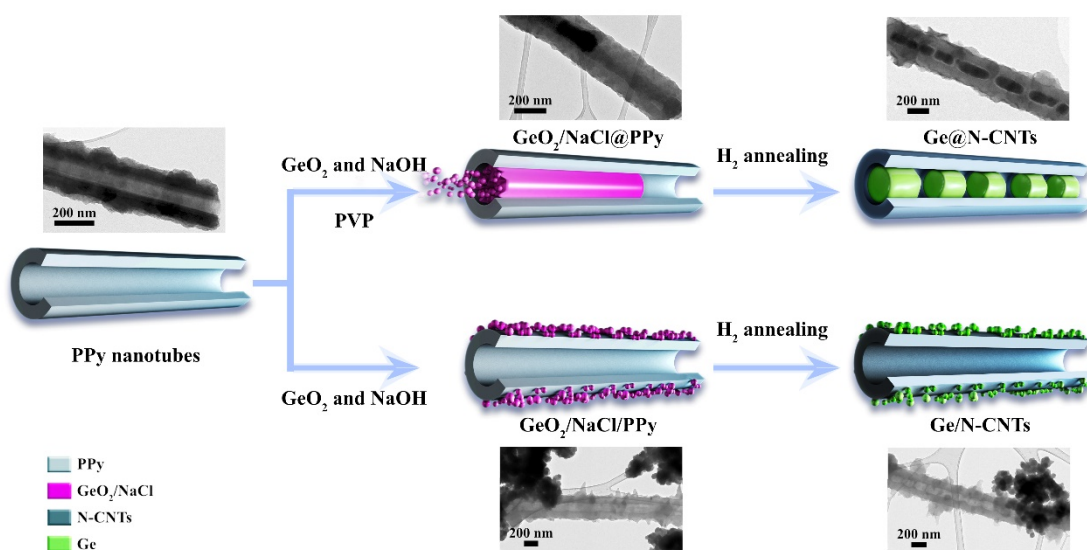 200 nm
200 nm
200 nm
GeO₂/NaCl@PPy
Ge@N-CNTs
GeO₂ and NaOH
H₂ annealing
PVP
PPy nanotubes
H₂ annealing
GeO₂ and NaOH
GeO₂/NaCl/PPy
Ge/N-CNTs
PPy
GeO₂/NaCl
N-CNTs
Ge
200 nm
200 nm